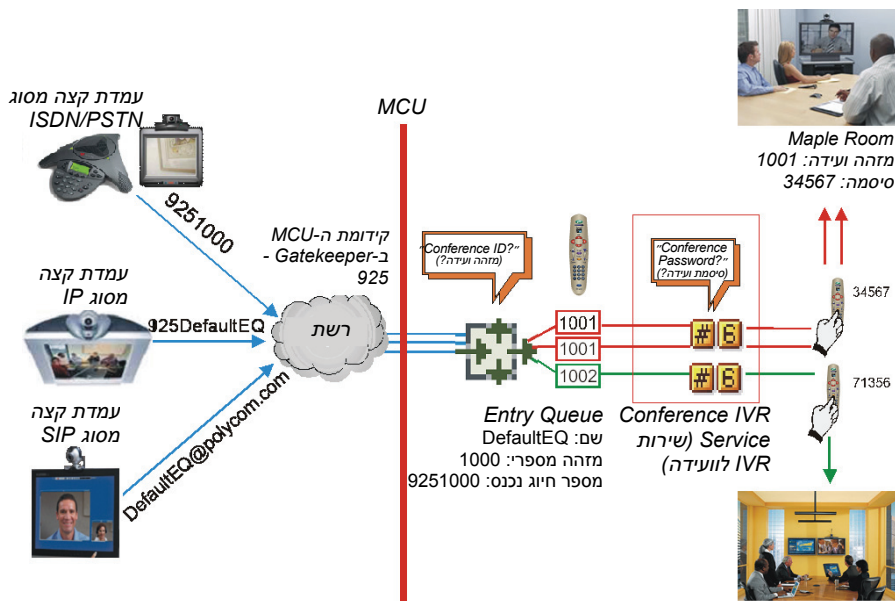 עמדת קצה מסוג
ISDN/PSTN
9251000
עמדת קצה
מסוג IP
925DefaultEQ
עמדת קצה
מסוג SIP
DefaultEQ@polycom.com
רשת
קידומת ה-MCU
ב-Gatekeeper -
925
MCU
"Conference ID?"
(מזהה ועידה?)
1001
1001
1002
Entry Queue
שם: DefaultEQ
מזהה מספרי: 1000
מספר חיוג נכנס: 9251000
"Conference
Password?"
(סיסמת ועידה?)
# 6
# 6
Conference IVR
Service (שירות
IVR לוועידה)
Maple Room
מזהה ועידה: 1001
סיסמה: 34567
34567
71356